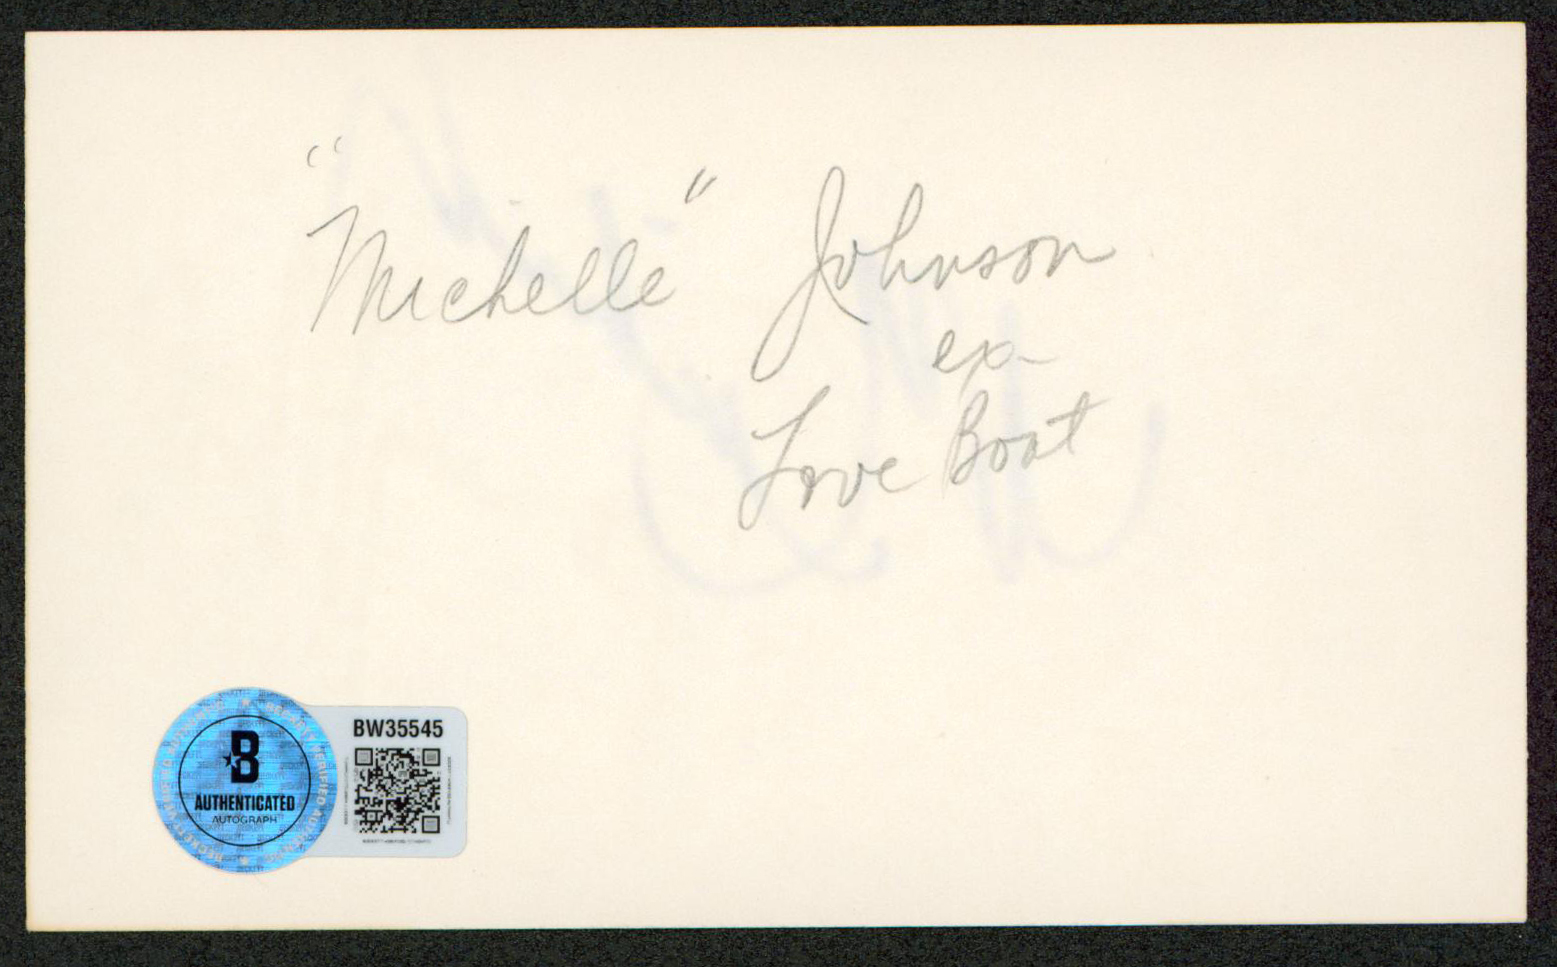 "Michelle" Johnson
ex-
Love Boat
BW35545
B
AUTHENTICATED
AUTOGRAPH